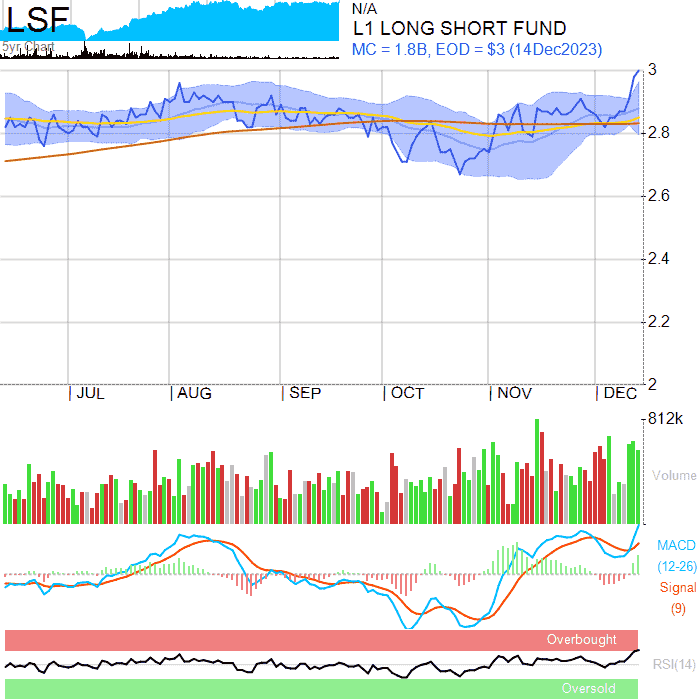 LSF
5yr Chart
N/A
L1 LONG SHORT FUND
MC = 1.8B, EOD = $3 (14Dec2023)
3
2.8
2.6
2.4
2.2
2
JUL AUG SEP OCT NOV DEC
812k
Volume
MACD
(12-26)
Signal
(9)
Overbought
RSI(14)
Oversold